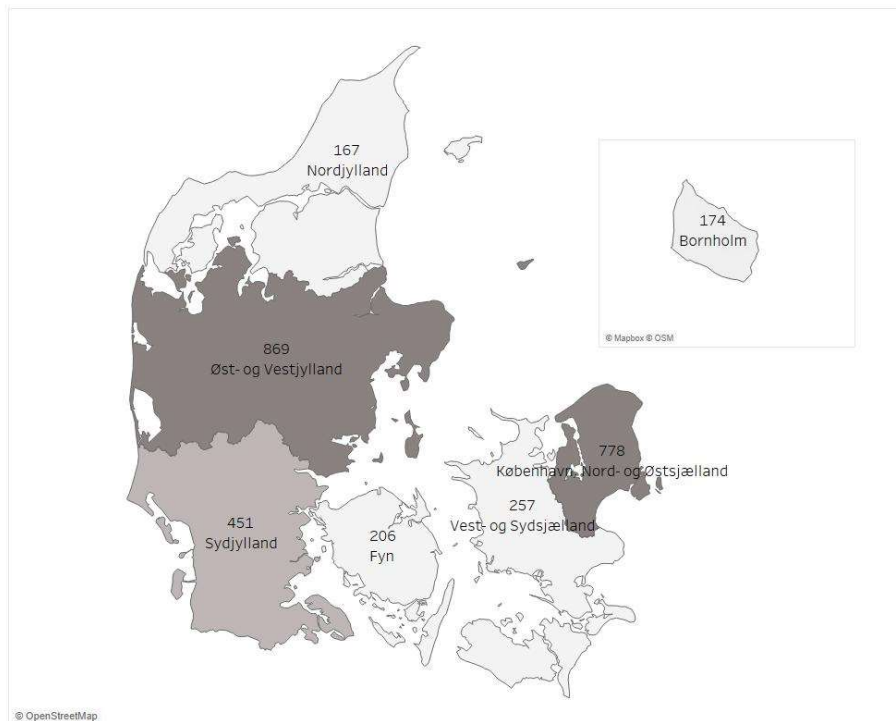 167
Nordjylland
174
Bornholm
© Mapbox © OSM
869
Øst- og Vestjylland
778
København, Nord- og Østsjælland
257
Vest- og Sydsjælland
451
Sydjylland
206
Fyn
© OpenStreetMap